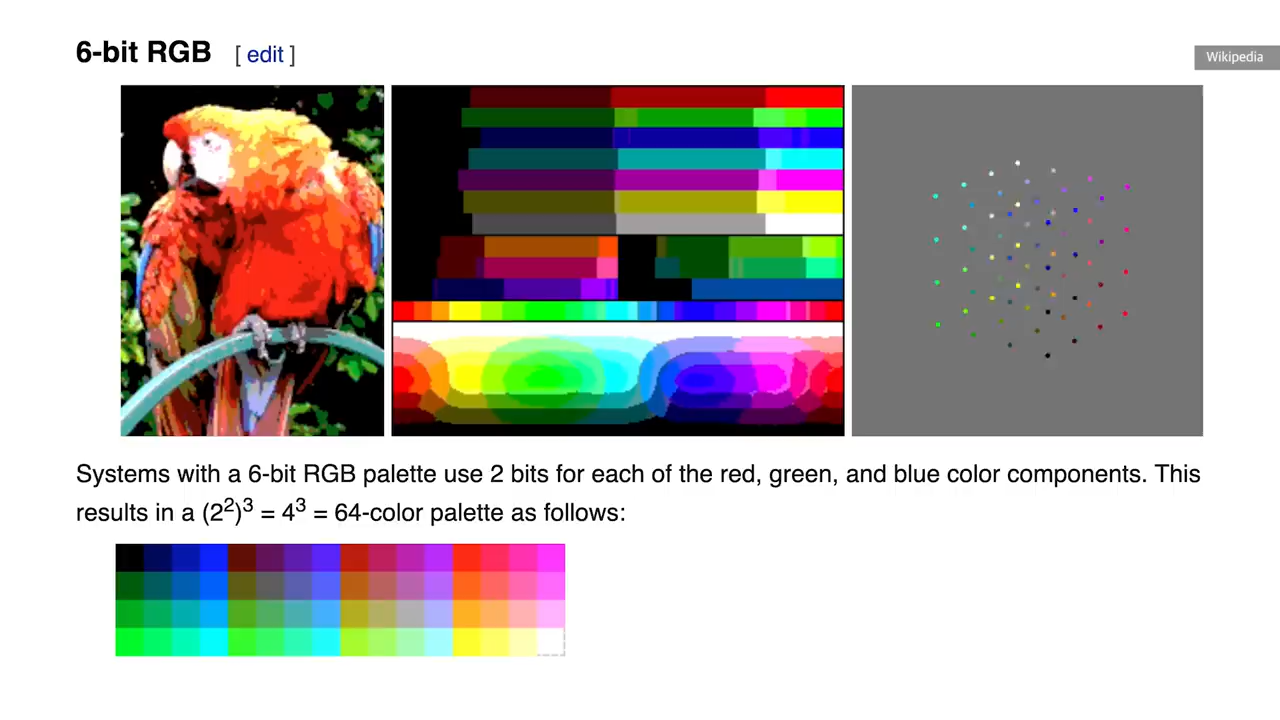 6-bit RGB [ edit ]
Wikipedia
Systems with a 6-bit RGB palette use 2 bits for each of the red, green, and blue color components. This
results in a (2²)³ = 4³ = 64-color palette as follows: